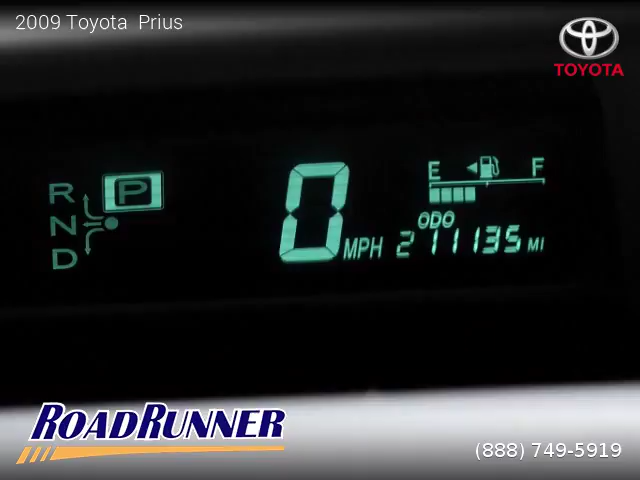 2009 Toyota Prius
TOYOTA
R
P
N
D
0 MPH
E F
ODO
211135 MI
ROADRUNNER
(888) 749-5919